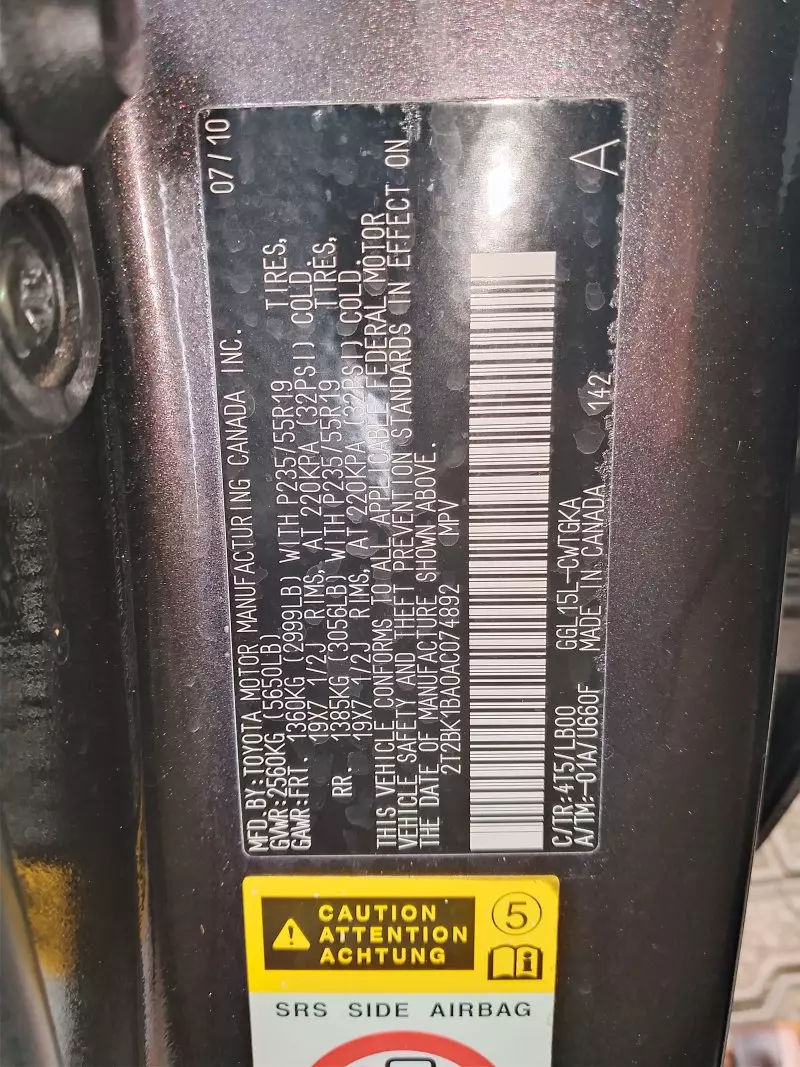 MFD. BY:TOYOTA MOTOR MANUFACTURING CANADA INC. 07/10
GVWR:2560KG (5650LB)
GAWR:FRT. 1360KG (2999LB) WITH P235/55R19 TIRES,
19X7 1/2J RIMS, AT 220KPA (32PSI) COLD
RR. 1385KG (3056LB) WITH P235/55R19 TIRES,
19X7 1/2J RIMS, AT 220KPA (32PSI) COLD.
THIS VEHICLE CONFORMS TO ALL APPLICABLE FEDERAL MOTOR
VEHICLE SAFETY AND THEFT PREVENTION STANDARDS IN EFFECT ON
THE DATE OF MANUFACTURE SHOWN ABOVE.
2T2BK1BA0AC074892 MPV
C/TR:4T5/LB00 GGL15L-CWTGKA
A/TM:-01A/U660F MADE IN CANADA 142
A
CAUTION
ATTENTION
ACHTUNG
5
i
SRS SIDE AIRBAG